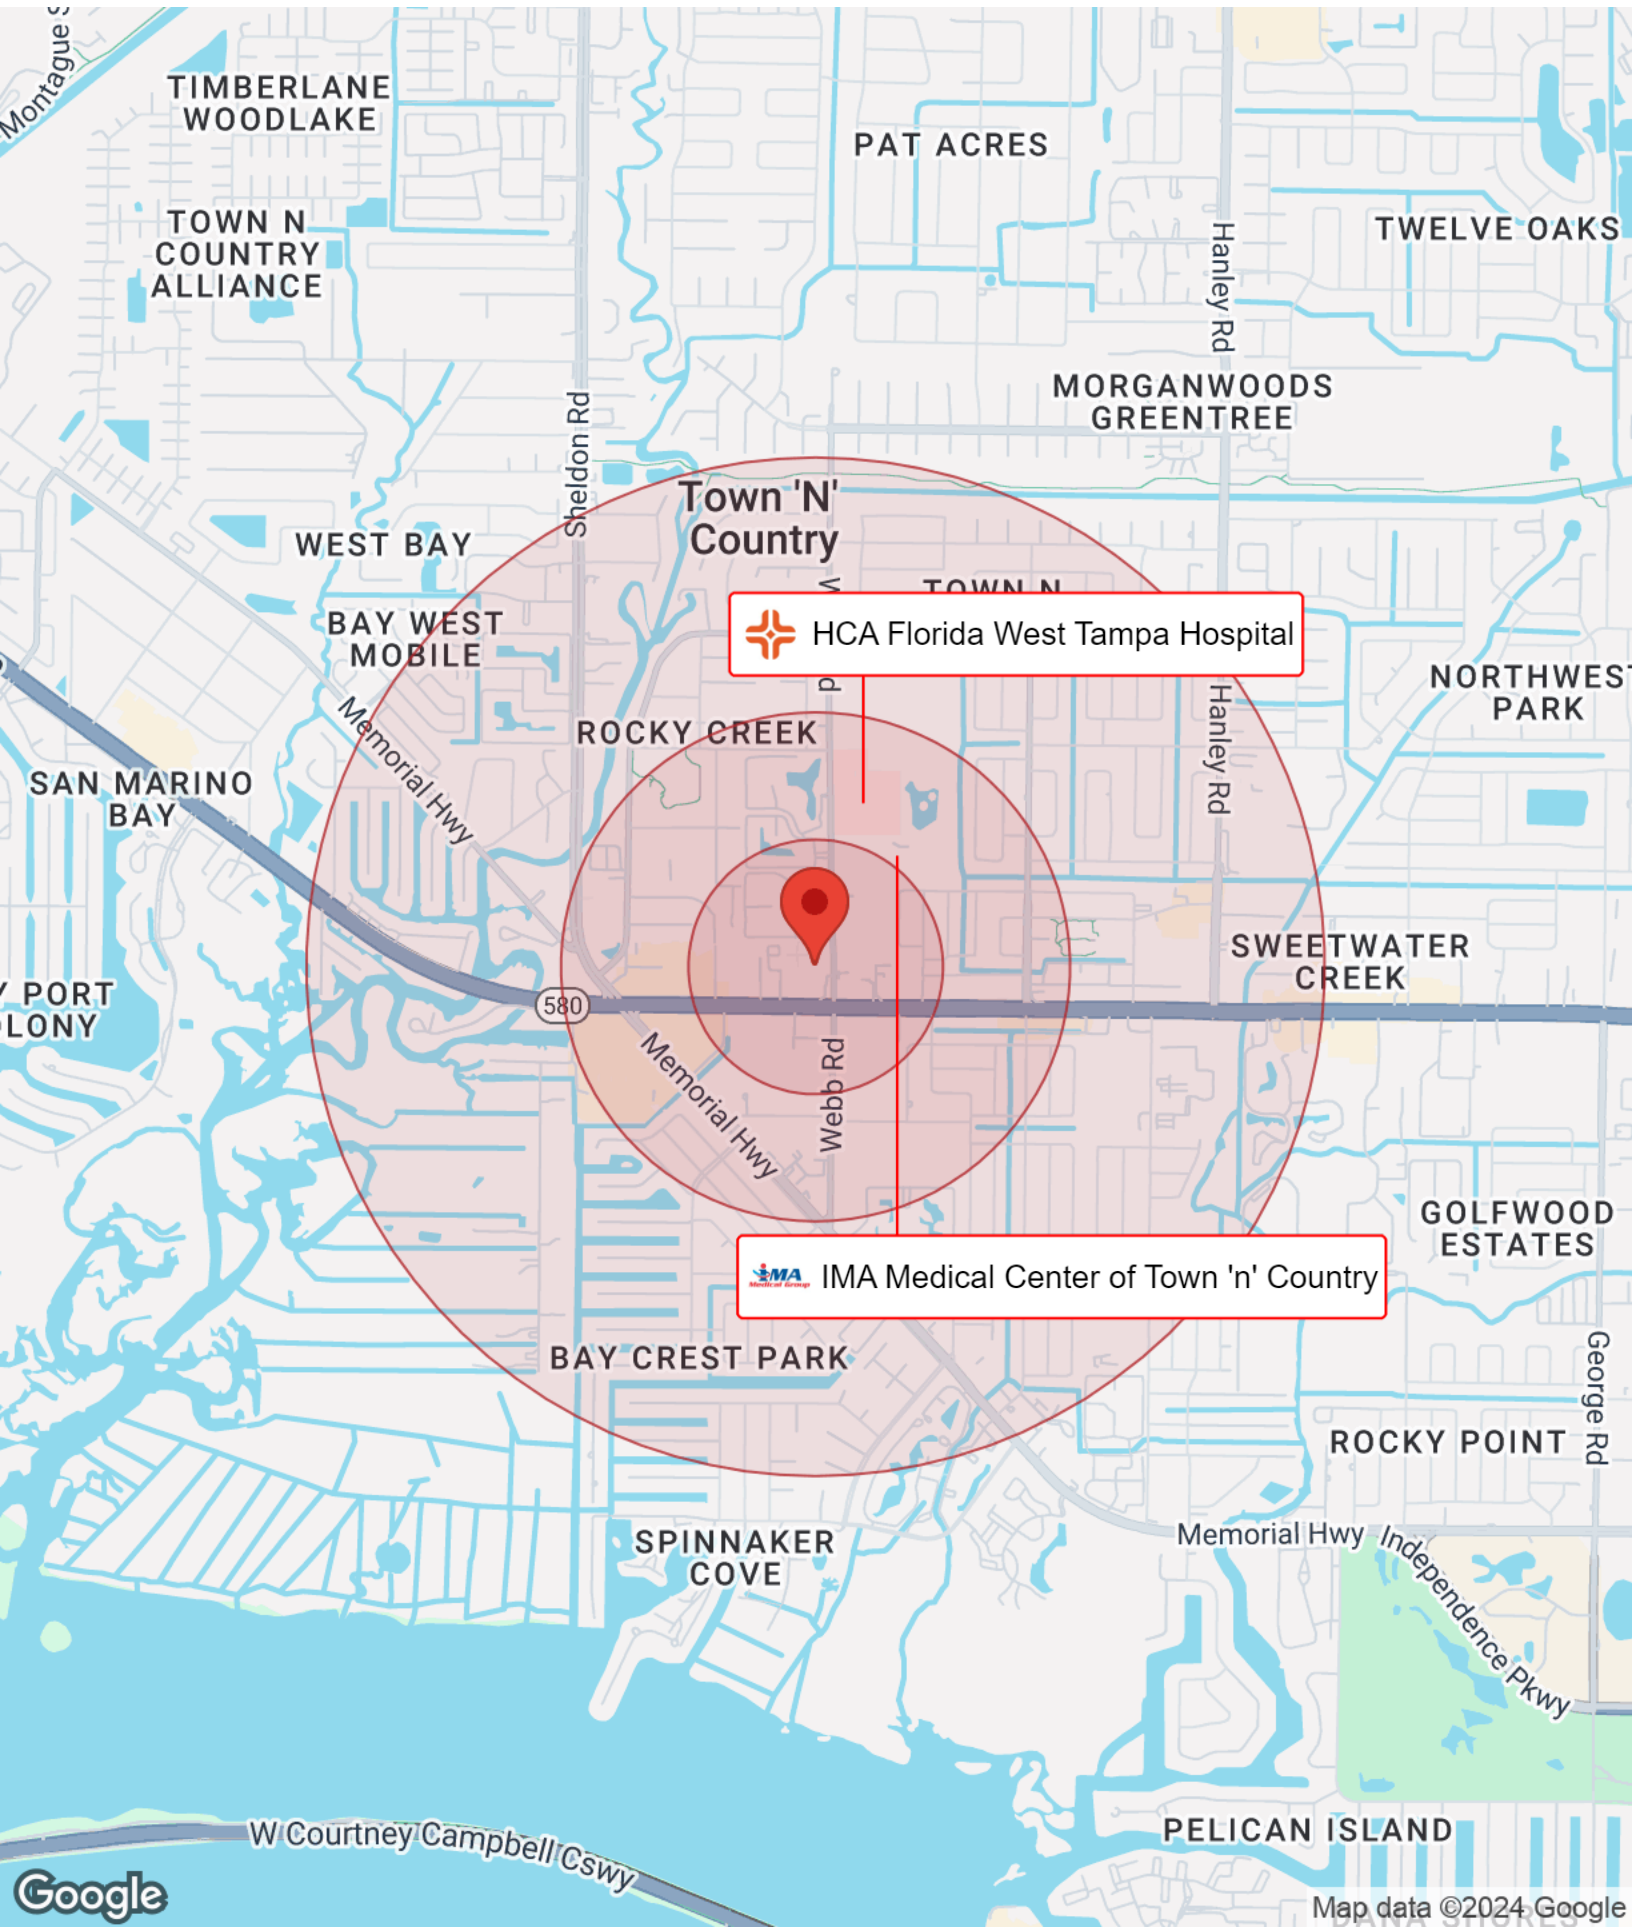 Montague S
TIMBERLANE
WOODLAKE
PAT ACRES
TOWN N
COUNTRY
ALLIANCE
TWELVE OAKS
Hanley Rd
MORGANWOODS
GREENTREE
Sheldon Rd
Town 'N'
Country
WEST BAY
TOWN N
BAY WEST
MOBILE
HCA Florida West Tampa Hospital
NORTHWEST
PARK
Hanley Rd
ROCKY CREEK
Memorial Hwy
SAN MARINO
BAY
SWEETWATER
CREEK
PORT
580
Memorial Hwy
Webb Rd
GOLFWOOD
ESTATES
IMA
Medical Group
IMA Medical Center of Town 'n' Country
BAY CREST PARK
George Rd
ROCKY POINT
SPINNAKER
COVE
Memorial Hwy
Independence Pkwy
PELICAN ISLAND
W Courtney Campbell Cswy
Google
Map data ©2024 Google